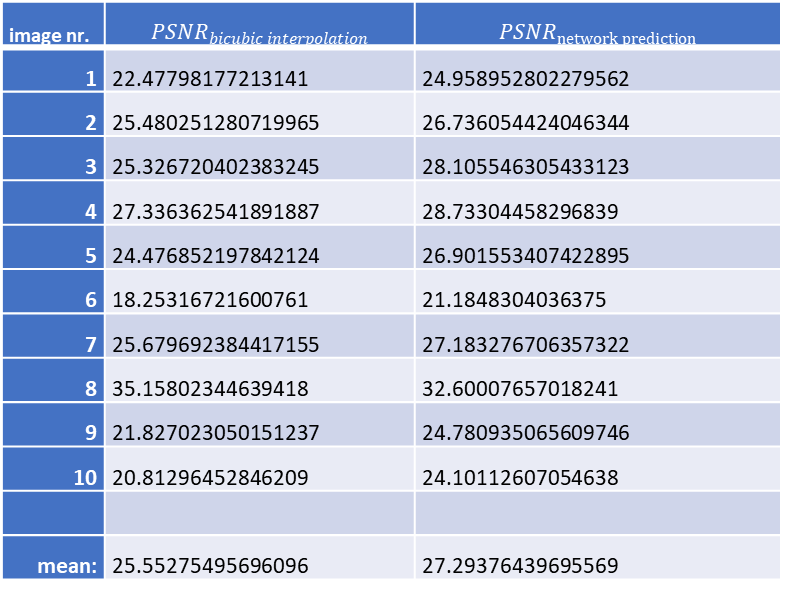 image nr. PSNR bicubic interpolation PSNR network prediction
1 22.47798177213141 24.958952802279562
2 25.480251280719965 26.736054424046344
3 25.326720402383245 28.105546305433123
4 27.336362541891887 28.73304458296839
5 24.476852197842124 26.901553407422895
6 18.25316721600761 21.1848304036375
7 25.679692384417155 27.183276706357322
8 35.15802344639418 32.60007657018241
9 21.827023050151237 24.780935065609746
10 20.81296452846209 24.10112607054638
mean: 25.55275495696096 27.29376439695569